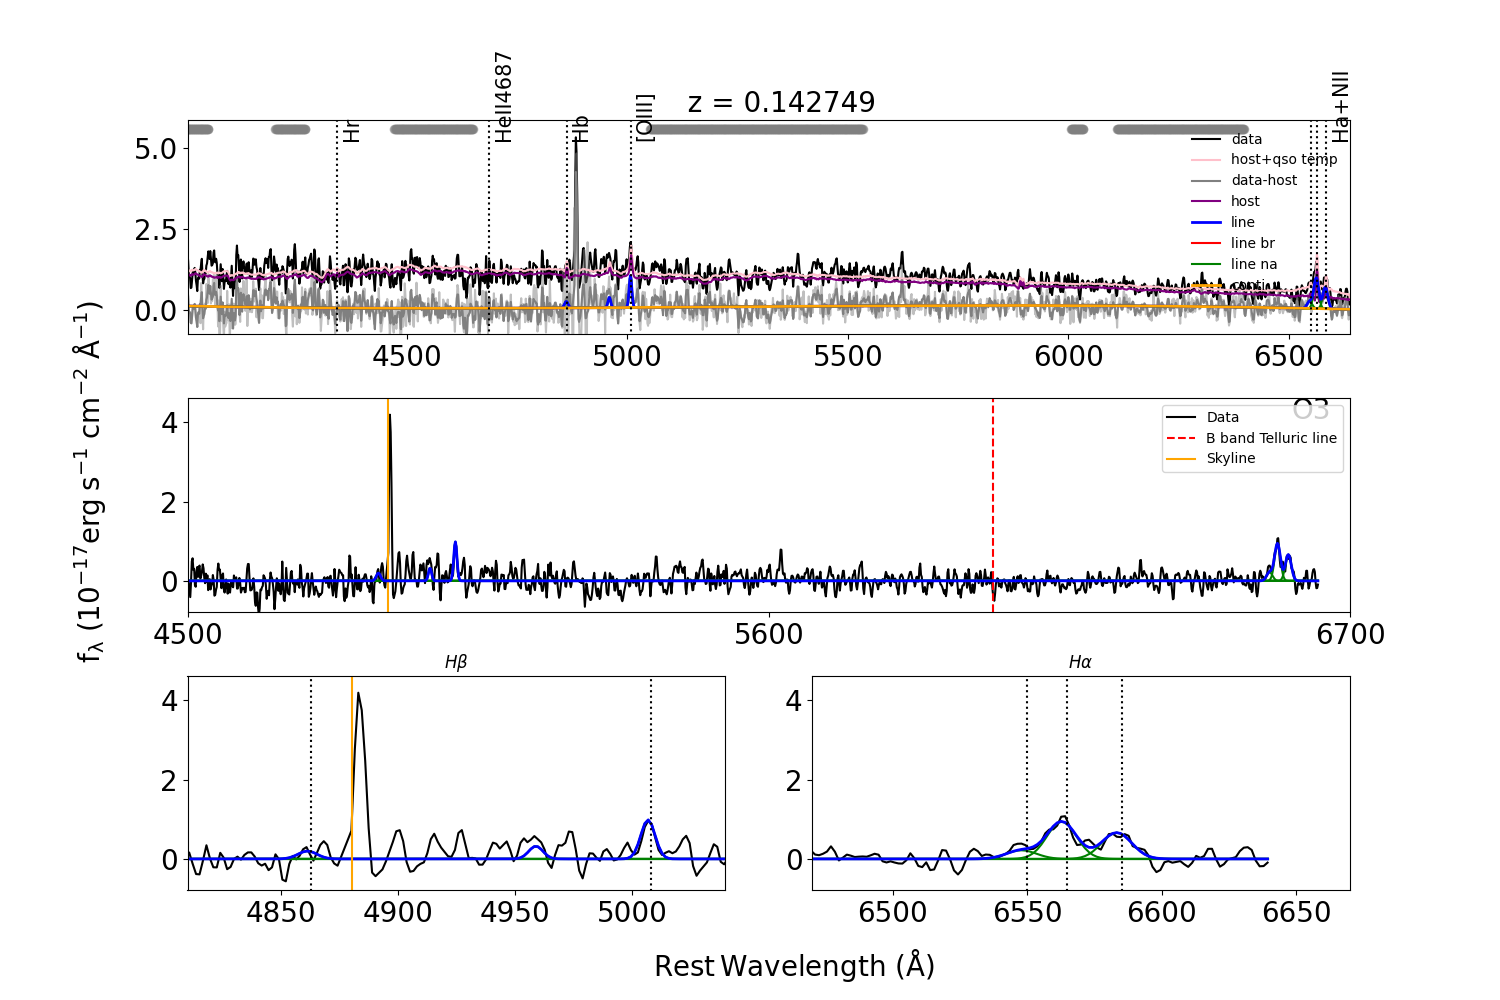 z = 0.142749
Hr
HeII4687
Hb
[OIII]
Ha+NII
data
host+qso temp
data-host
host
line
line br
line na
conti
5.0
2.5
0.0
4500
5000
5500
6000
6500
O3
Data
B band Telluric line
Skyline
4
2
0
4500
5600
6700
fλ (10⁻¹⁷erg s⁻¹ cm⁻² Å⁻¹)
Hβ
4
2
0
4850
4900
4950
5000
Hα
4
2
0
6500
6550
6600
6650
Rest Wavelength (Å)